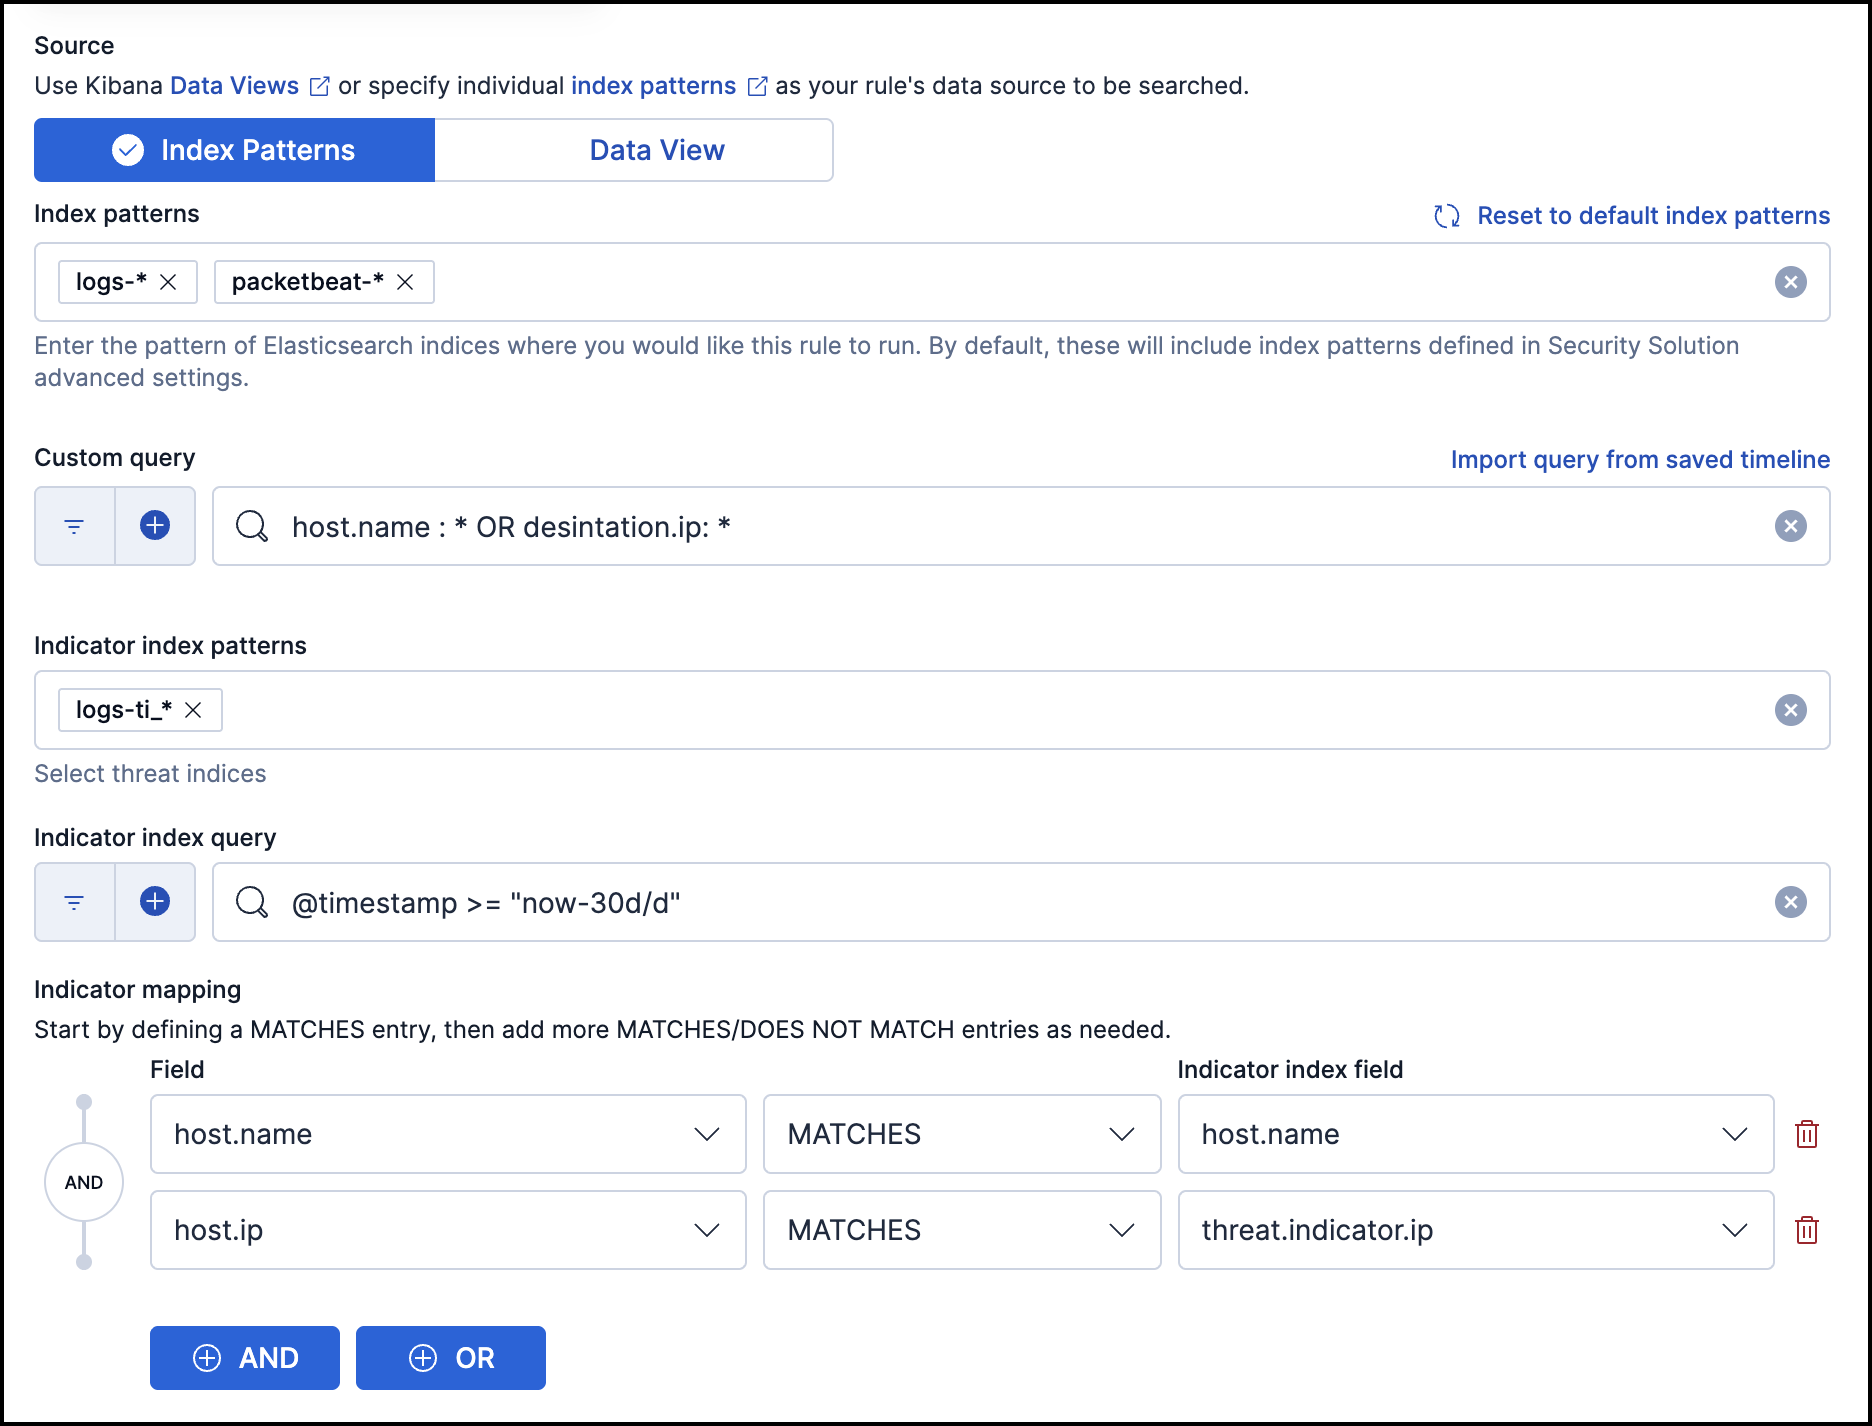 Source
Use Kibana Data Views or specify individual index patterns as your rule's data source to be searched.
Index Patterns
Data View
Index patterns
Reset to default index patterns
logs-*
packetbeat-*
Enter the pattern of Elasticsearch indices where you would like this rule to run. By default, these will include index patterns defined in Security Solution
advanced settings.
Custom query
Import query from saved timeline
host.name : * OR desintation.ip: *
Indicator index patterns
logs-ti_*
Select threat indices
Indicator index query
@timestamp >= "now-30d/d"
Indicator mapping
Start by defining a MATCHES entry, then add more MATCHES/DOES NOT MATCH entries as needed.
Field
Indicator index field
host.name
MATCHES
host.name
AND
host.ip
MATCHES
threat.indicator.ip
AND
OR